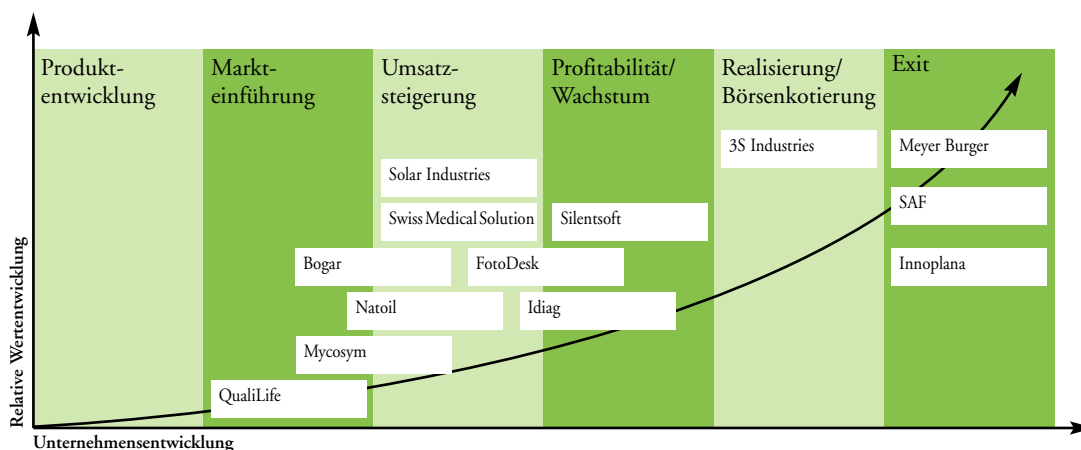 Produkt-
entwicklung
Markt-
einführung
Umsatz-
steigerung
Profitabilität/
Wachstum
Realisierung/
Börsenkotierung
Exit
3S Industries
Meyer Burger
Solar Industries
SAF
Swiss Medical Solution
Silentsoft
Bogar
FotoDesk
Innoplana
Natoil
Idiag
Mycosym
QualiLife
Relative Wertentwicklung
Unternehmensentwicklung